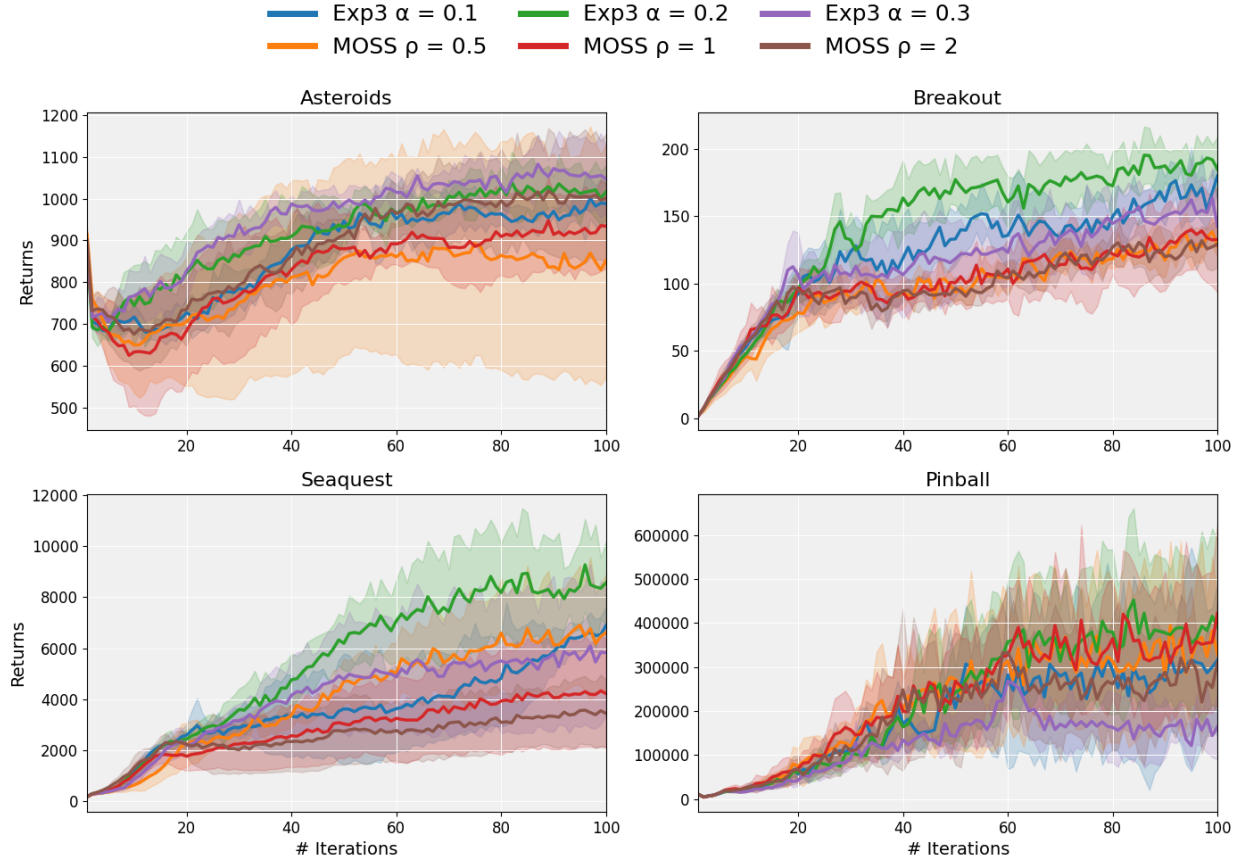 Exp3 α = 0.1 Exp3 α = 0.2 Exp3 α = 0.3
MOSS ρ = 0.5 MOSS ρ = 1 MOSS ρ = 2
Asteroids
Returns
1200
1100
1000
900
800
700
600
500
20 40 60 80 100
Breakout
200
150
100
50
0
20 40 60 80 100
Seaquest
Returns
12000
10000
8000
6000
4000
2000
0
20 40 60 80 100
# Iterations
Pinball
600000
500000
400000
300000
200000
100000
0
20 40 60 80 100
# Iterations